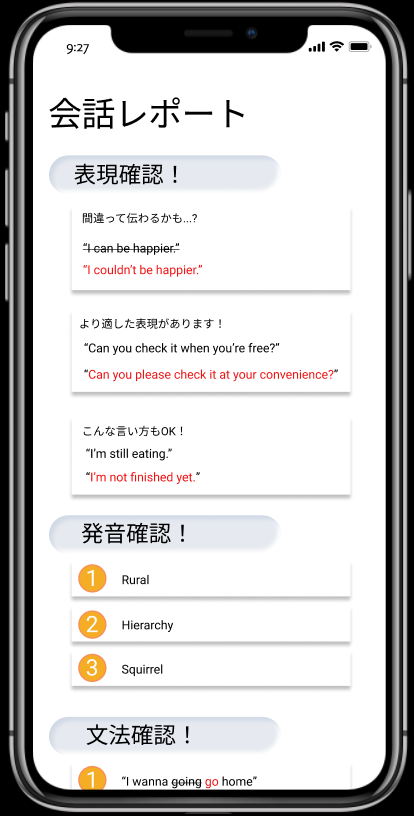 9:27
会話レポート
表現確認！
間違って伝わるかも...?
“I can be happier.”
“I couldn’t be happier.”
より適した表現があります！
“Can you check it when you’re free?”
“Can you please check it at your convenience?”
こんな言い方もOK！
“I’m still eating.”
“I’m not finished yet.”
発音確認！
1 Rural
2 Hierarchy
3 Squirrel
文法確認！
1 “I wanna going go home”